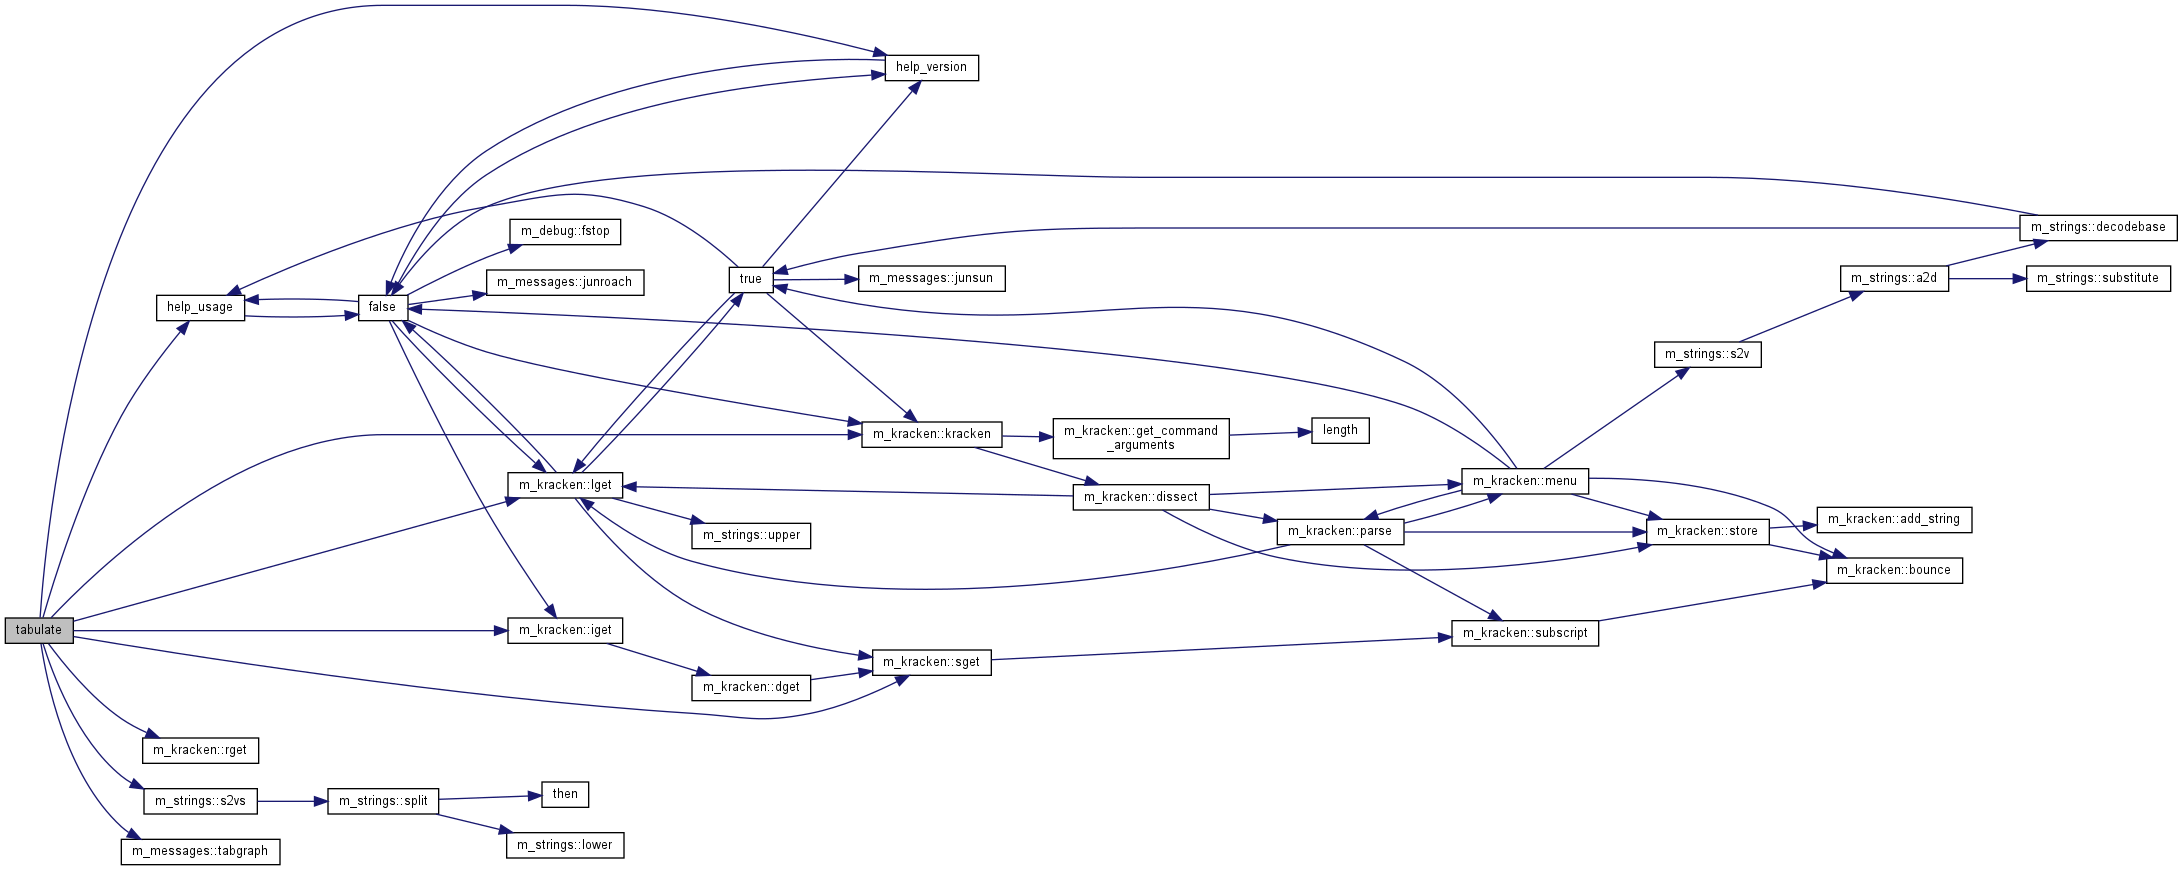 help_version
m_strings::decodebase
m_debug::fstop
m_messages::junroach
true
m_messages::junsun
m_strings::a2d
m_strings::substitute
help_usage
false
m_strings::s2v
m_kracken::kracken
m_kracken::get_command
_arguments
length
m_kracken::lget
m_kracken::dissect
m_kracken::menu
m_strings::upper
m_kracken::parse
m_kracken::store
m_kracken::add_string
m_kracken::bounce
tabulate
m_kracken::iget
m_kracken::subscript
m_kracken::sget
m_kracken::dget
m_kracken::rget
m_strings::s2vs
m_strings::split
then
m_strings::lower
m_messages::tabgraph